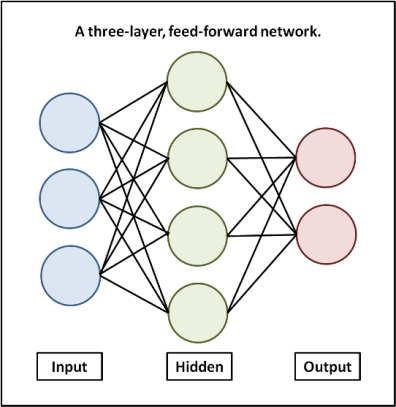 A three-layer, feed-forward network.
Input
Hidden
Output